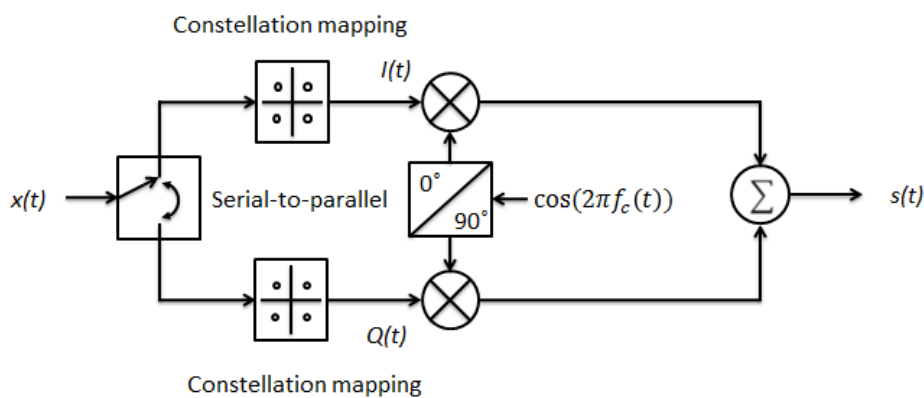 Constellation mapping
I(t)
x(t)
Serial-to-parallel
0°
90°
cos(2πf_c(t))
∑
s(t)
Q(t)
Constellation mapping